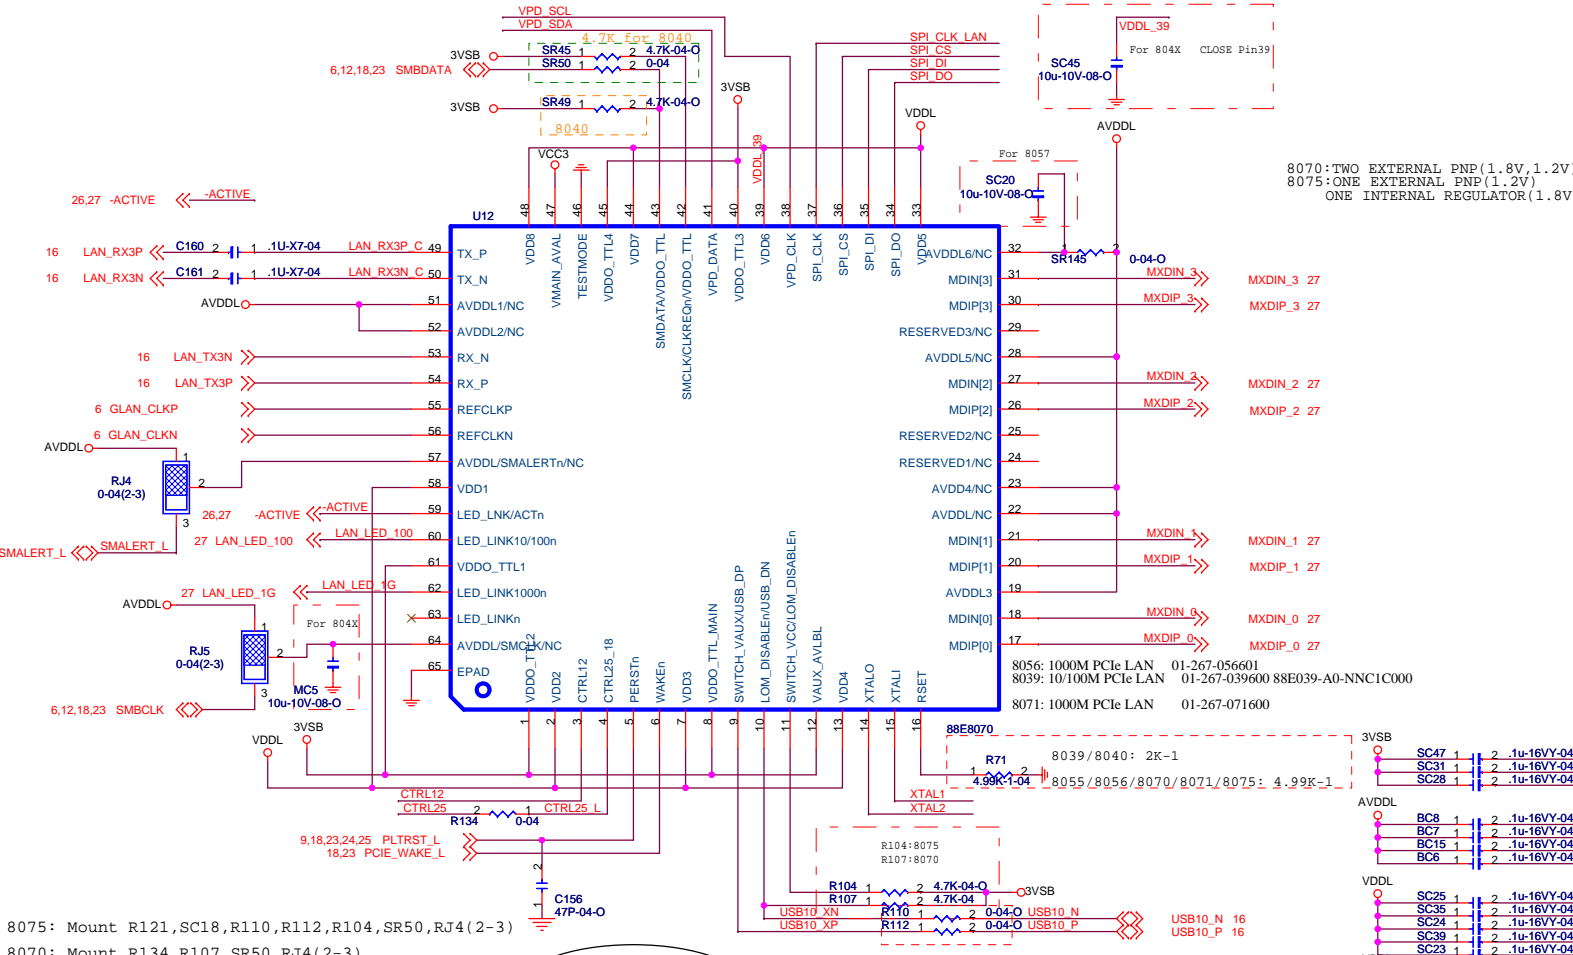 VPD_SCL
VPD_SDA
4.7K for 8040
3VSB SR45 1 2 4.7K-04-O
6,12,18,23 SMBDATA SR50 1 2 0-04
3VSB SR49 1 2 4.7K-04-O
8040
3VSB
VCC3
VDDL_39
SPI_CLK_LAN
SPI_CS
SPI_DI
SPI_DO
VDDL
VDDL_39
For 804X CLOSE Pin39
SC45
10u-10V-08-O
AVDDL
For 8057
SC20
10u-10V-08-O
8070:TWO EXTERNAL PNP(1.8V,1.2V)
8075:ONE EXTERNAL PNP(1.2V)
ONE INTERNAL REGULATOR(1.8V
26,27 -ACTIVE -ACTIVE
U12
48 47 46 45 44 43 42 41 40 39 38 37 36 35 34 33
VDD8
VMAIN_AVAL
TESTMODE
VDDO_TTL4
VDD7
SMDATA/VDDO_TTL
SMCLK/CLKREQn/VDDO_TTL
VPD_DATA
VDDO_TTL3
VDD6
VPD_CLK
SPI_CLK
SPI_CS
SPI_DI
SPI_DO
VDD5
16 LAN_RX3P C160 2 1 .1U-X7-04 LAN_RX3P_C 49 TX_P
16 LAN_RX3N C161 2 1 .1U-X7-04 LAN_RX3N_C 50 TX_N
AVDDL 51 AVDDL1/NC
52 AVDDL2/NC
16 LAN_TX3N 53 RX_N
16 LAN_TX3P 54 RX_P
6 GLAN_CLKP 55 REFCLKP
6 GLAN_CLKN 56 REFCLKN
AVDDL
RJ4
0-04(2-3)
1 2 3
57 AVDDL/SMALERTn/NC
58 VDD1
26,27 -ACTIVE -ACTIVE 59 LED_LNK/ACTn
27 LAN_LED_100 LAN_LED_100 60 LED_LINK10/100n
SMALERT_L SMALERT_L
61 VDDO_TTL1
27 LAN_LED_1G LAN_LED_1G 62 LED_LINK1000n
AVDDL
For 804X
63 LED_LINKn
RJ5
0-04(2-3)
1 2 3
64 AVDDL/SMCLK/NC
65 EPAD
MC5
10u-10V-08-O
6,12,18,23 SMBCLK
AVDDL6/NC 32 SR145 1 2 0-04-O
MDIN[3] 31 MXDIN_3 MXDIN_3 27
MDIP[3] 30 MXDIP_3 MXDIP_3 27
RESERVED3/NC 29
AVDDL5/NC 28
MDIN[2] 27 MXDIN_2 MXDIN_2 27
MDIP[2] 26 MXDIP_2 MXDIP_2 27
RESERVED2/NC 25
RESERVED1/NC 24
AVDD4/NC 23
AVDDL/NC 22
MDIN[1] 21 MXDIN_1 MXDIN_1 27
MDIP[1] 20 MXDIP_1 MXDIP_1 27
AVDDL3 19
MDIN[0] 18 MXDIN_0 MXDIN_0 27
MDIP[0] 17 MXDIP_0 MXDIP_0 27
8056: 1000M PCIe LAN 01-267-056601
8039: 10/100M PCIe LAN 01-267-039600 88E039-A0-NNC1C000
8071: 1000M PCIe LAN 01-267-071600
VDDO_TTL2
VDD2
CTRL12
CTRL25_18
PERSTn
WAKEn
VDD3
VDDO_TTL_MAIN
SWITCH_VAUX/USB_DP
LOM_DISABLEn/USB_DN
SWITCH_VCC/LOM_DISABLEn
VAUX_AVLBL
VDD4
XTALO
XTALI
RSET
1 2 3 4 5 6 7 8 9 10 11 12 13 14 15 16
88E8070
3VSB
VDDL
R71
1 2
4.99K-1-04
8039/8040: 2K-1
8055/8056/8070/8071/8075: 4.99K-1
CTRL12
CTRL25 2 1 CTRL25_L
R134 0-04
XTAL1
XTAL2
9,18,23,24,25 PLTRST_L
18,23 PCIE_WAKE_L
2
1
C156
47P-04-O
R104:8075
R107:8070
R104 1 2 4.7K-04-O 3VSB
R107 1 2 4.7K-04
USB10_XN R110 1 2 0-04-O USB10_N USB10_N 16
USB10_XP R112 1 2 0-04-O USB10_P USB10_P 16
3VSB
SC47 1 2 .1u-16VY-04
SC31 1 2 .1u-16VY-04
SC28 1 2 .1u-16VY-04
AVDDL
BC8 1 2 .1u-16VY-04
BC7 1 2 .1u-16VY-04
BC15 1 2 .1u-16VY-04
BC6 1 2 .1u-16VY-04
VDDL
SC25 1 2 .1u-16VY-04
SC35 1 2 .1u-16VY-04
SC24 1 2 .1u-16VY-04
SC39 1 2 .1u-16VY-04
SC23 1 2 .1u-16VY-04
8075: Mount R121,SC18,R110,R112,R104,SR50,RJ4(2-3)
8070: Mount R134,R107,SR50,RJ4(2-3)